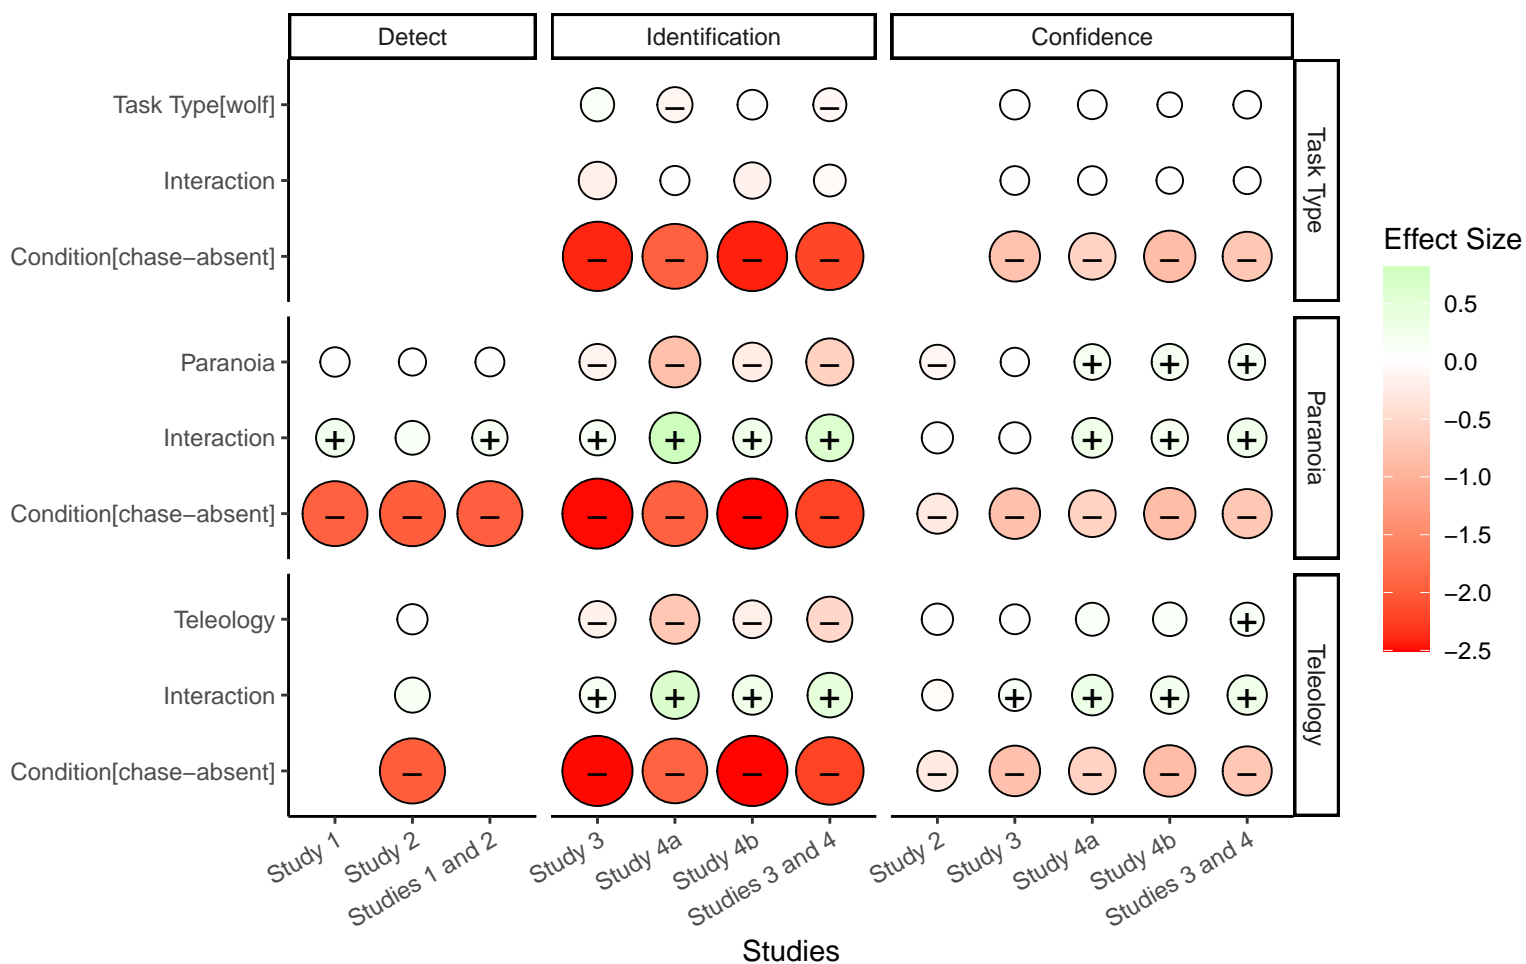 Detect Identification Confidence
Task Type[wolf]
Interaction
Condition[chase−absent]
Task Type
Paranoia
Interaction
Condition[chase−absent]
Paranoia
Teleology
Interaction
Condition[chase−absent]
Teleology
Study 1
Study 2
Studies 1 and 2
Study 3
Study 4a
Study 4b
Studies 3 and 4
Study 2
Study 3
Study 4a
Study 4b
Studies 3 and 4
Studies
Effect Size
0.5
0.0
−0.5
−1.0
−1.5
−2.0
−2.5